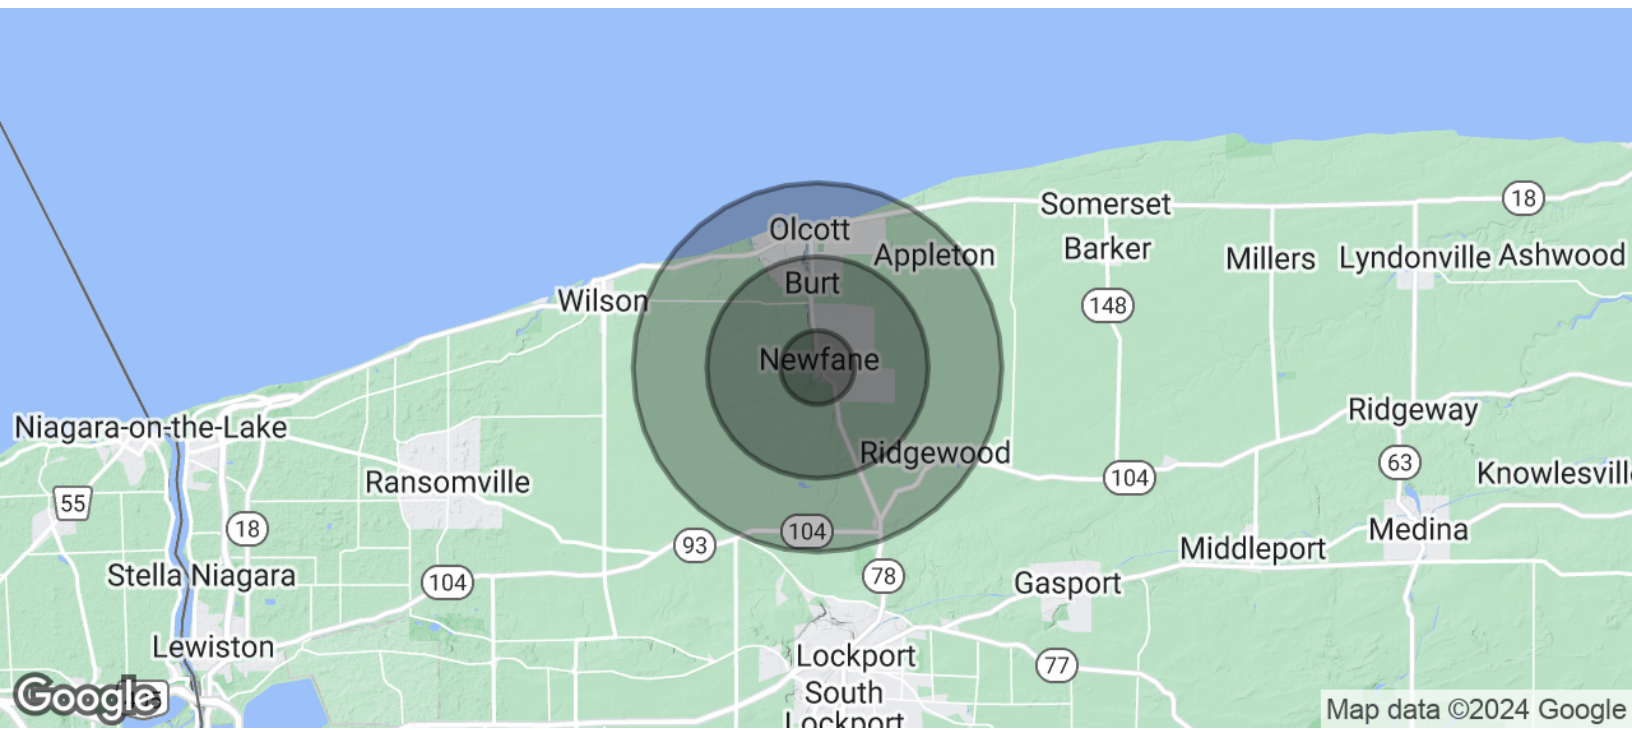 Olcott
Somerset
18
Appleton
Barker
Millers
Lyndonville
Ashwood
Burt
Wilson
148
Newfane
Ridgeway
Niagara-on-the-Lake
Ridgewood
63
Ransomville
104
Knowlesville
55
18
104
Medina
93
Middleport
Stella Niagara
104
78
Gasport
Lewiston
Lockport
77
South
Lockport
Google
Map data ©2024 Google